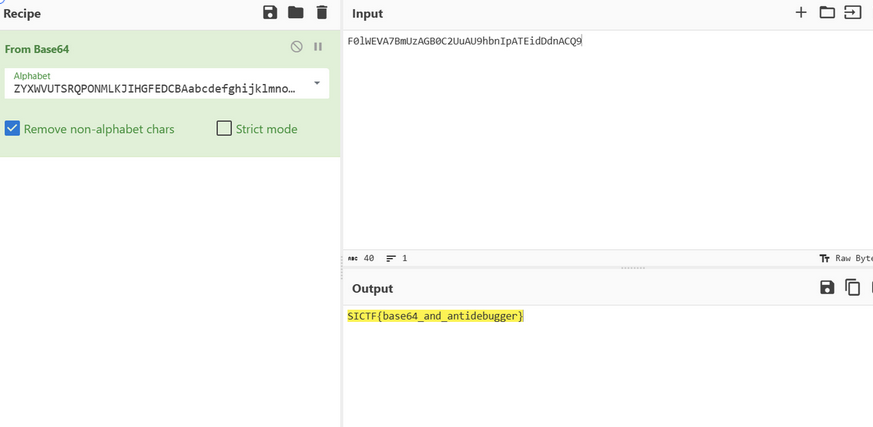 Recipe
Input
From Base64
F0lWEVA7BmUzAGB0C2UuAU9hbnIpATEidDdnACQ9
Alphabet
ZYXWVUTSRQPONMLKJIHGFEDCBAabcdefghijklmno…
Remove non-alphabet chars
Strict mode
ABC 40 1 Tт Raw Byte
Output
SICTF{base64_and_antidebugger}